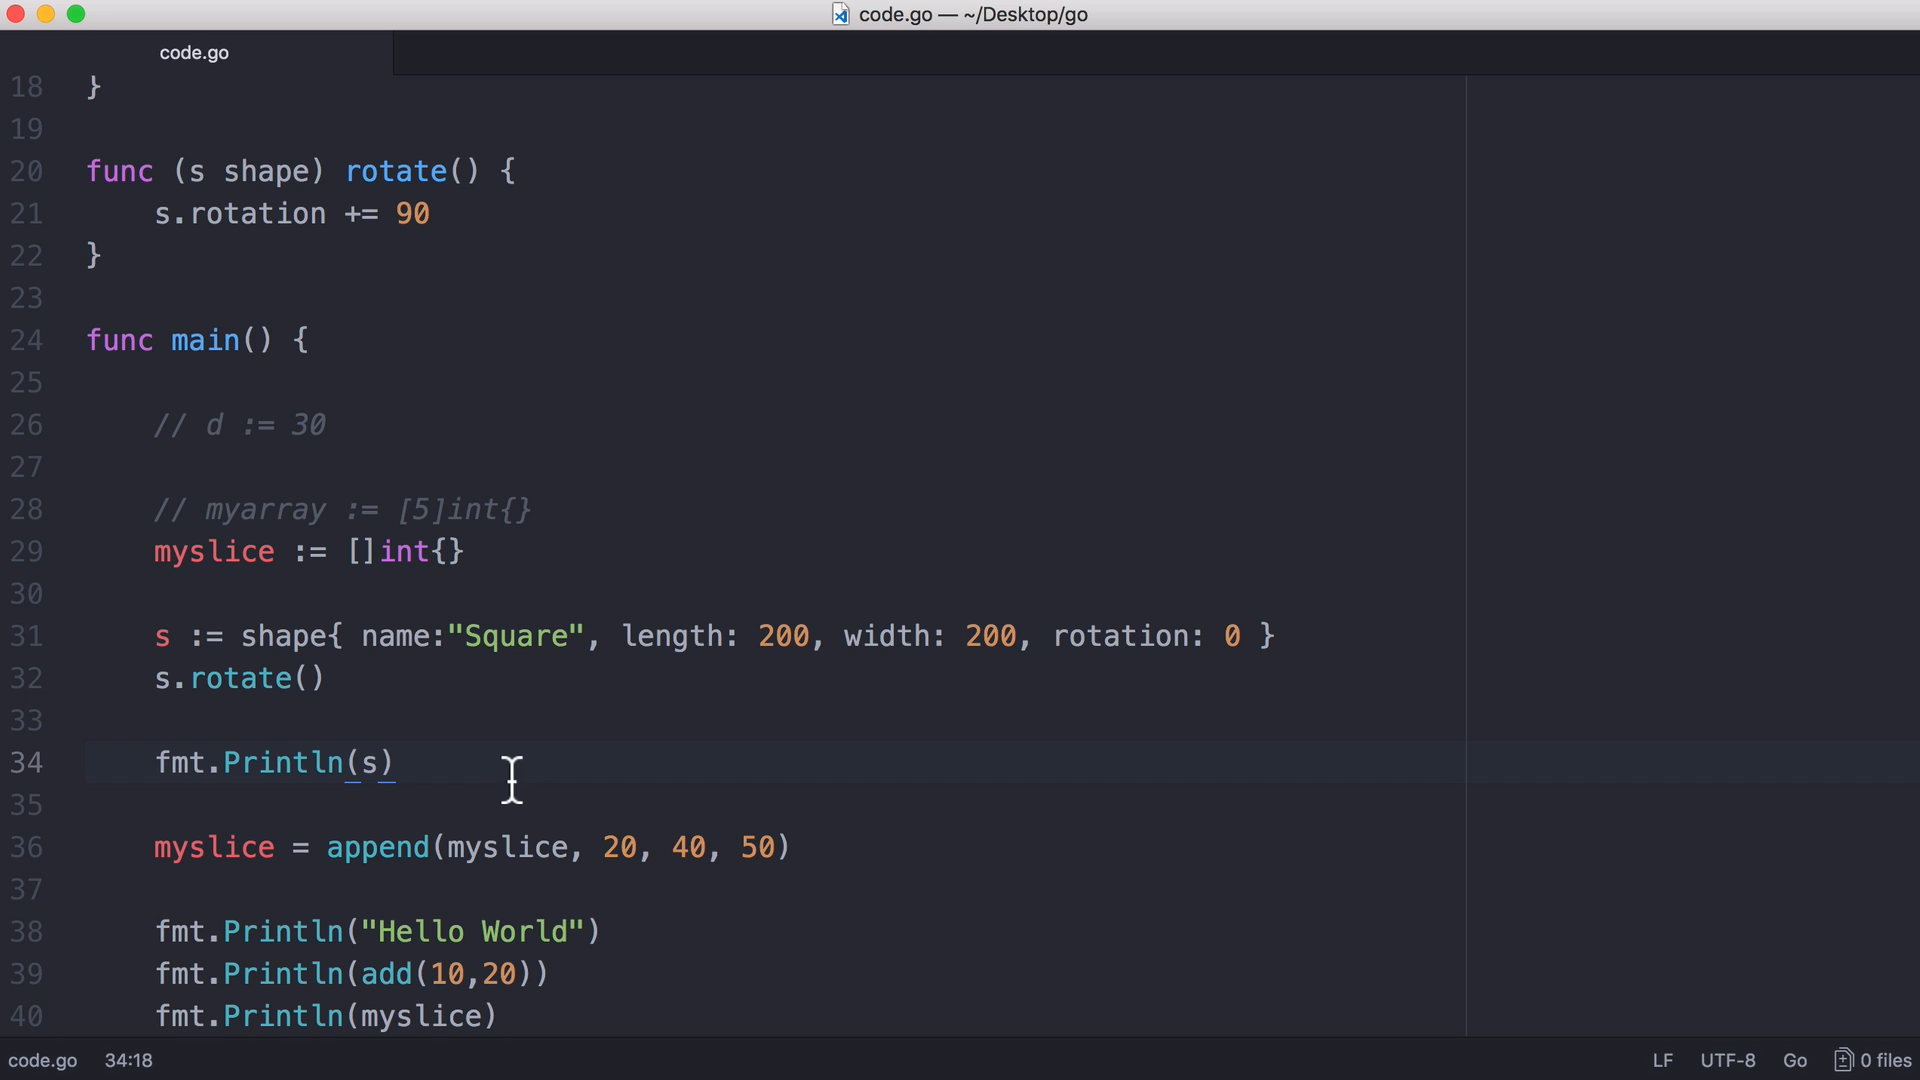 code.go — ~/Desktop/go
code.go
18 }
19
20 func (s shape) rotate() {
21     s.rotation += 90
22 }
23
24 func main() {
25
26     // d := 30
27
28     // myarray := [5]int{}
29     myslice := []int{}
30
31     s := shape{ name:"Square", length: 200, width: 200, rotation: 0 }
32     s.rotate()
33
34     fmt.Println(s)
35
36     myslice = append(myslice, 20, 40, 50)
37
38     fmt.Println("Hello World")
39     fmt.Println(add(10,20))
40     fmt.Println(myslice)
code.go 34:18 LF UTF-8 Go 0 files